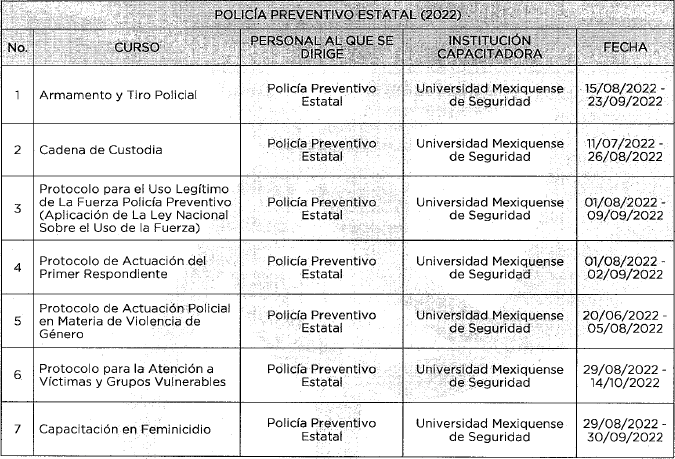 POLICÍA PREVENTIVO ESTATAL (2022)
No.
CURSO
PERSONAL AL QUE SE
DIRIGE
INSTITUCIÓN
CAPACITADORA
FECHA
1
Armamento y Tiro Policial
Policía Preventivo
Estatal
Universidad Mexiquense
de Seguridad
15/08/2022 -
23/09/2022
2
Cadena de Custodia
Policía Preventivo
Estatal
Universidad Mexiquense
de Seguridad
11/07/2022 -
26/08/2022
3
Protocolo para el Uso Legítimo
de La Fuerza Policía Preventivo
(Aplicación de La Ley Nacional
Sobre el Uso de la Fuerza)
Policía Preventivo
Estatal
Universidad Mexiquense
de Seguridad
01/08/2022 -
09/09/2022
4
Protocolo de Actuación del
Primer Respondiente
Policía Preventivo
Estatal
Universidad Mexiquense
de Seguridad
01/08/2022 -
02/09/2022
5
Protocolo de Actuación Policial
en Materia de Violencia de
Género
Policía Preventivo
Estatal
Universidad Mexiquense
de Seguridad
20/06/2022 -
05/08/2022
6
Protocolo para la Atención a
Víctimas y Grupos Vulnerables
Policía Preventivo
Estatal
Universidad Mexiquense
de Seguridad
29/08/2022 -
14/10/2022
7
Capacitación en Feminicidio
Policía Preventivo
Estatal
Universidad Mexiquense
de Seguridad
29/08/2022 -
30/09/2022